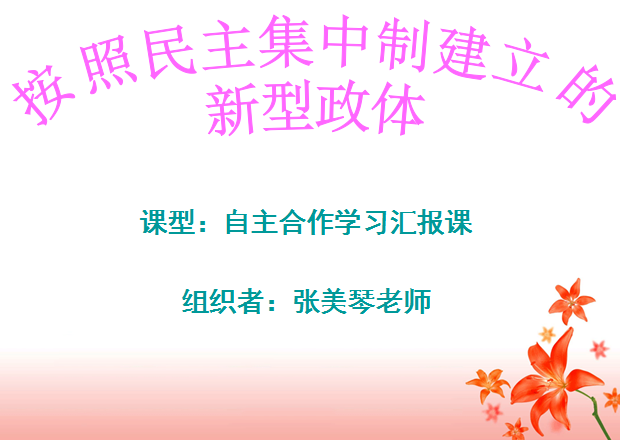 按照民主集中制建立的
新型政体
课型：自主合作学习汇报课
组织者：张美琴老师